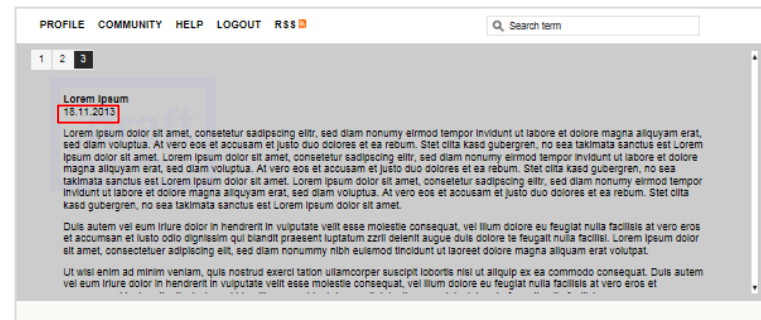 PROFILE COMMUNITY HELP LOGOUT RSS
Search term
1 2 3
Draft
Lorem Ipsum
18.11.2013
Lorem ipsum dolor sit amet, consetetur sadipscing elitr, sed diam nonumy eirmod tempor invidunt ut labore et dolore magna aliquyam erat,
sed diam voluptua. At vero eos et accusam et justo duo dolores et ea rebum. Stet clita kasd gubergren, no sea takimata sanctus est Lorem
ipsum dolor sit amet. Lorem ipsum dolor sit amet, consetetur sadipscing elitr, sed diam nonumy eirmod tempor invidunt ut labore et dolore
magna aliquyam erat, sed diam voluptua. At vero eos et accusam et justo duo dolores et ea rebum. Stet clita kasd gubergren, no sea
takimata sanctus est Lorem ipsum dolor sit amet. Lorem ipsum dolor sit amet, consetetur sadipscing elitr, sed diam nonumy eirmod tempor
invidunt ut labore et dolore magna aliquyam erat, sed diam voluptua. At vero eos et accusam et justo duo dolores et ea rebum. Stet clita
kasd gubergren, no sea takimata sanctus est Lorem ipsum dolor sit amet.
Duis autem vel eum iriure dolor in hendrerit in vulputate velit esse molestie consequat, vel illum dolore eu feugiat nulla facilisis at vero eros
et accumsan et iusto odio dignissim qui blandit praesent luptatum zzril delenit augue duis dolore te feugait nulla facilisi. Lorem ipsum dolor
sit amet, consectetuer adipiscing elit, sed diam nonummy nibh euismod tincidunt ut laoreet dolore magna aliquam erat volutpat.
Ut wisi enim ad minim veniam, quis nostrud exerci tation ullamcorper suscipit lobortis nisl ut aliquip ex ea commodo consequat. Duis autem
vel eum iriure dolor in hendrerit in vulputate velit esse molestie consequat, vel illum dolore eu feugiat nulla facilisis at vero eros et